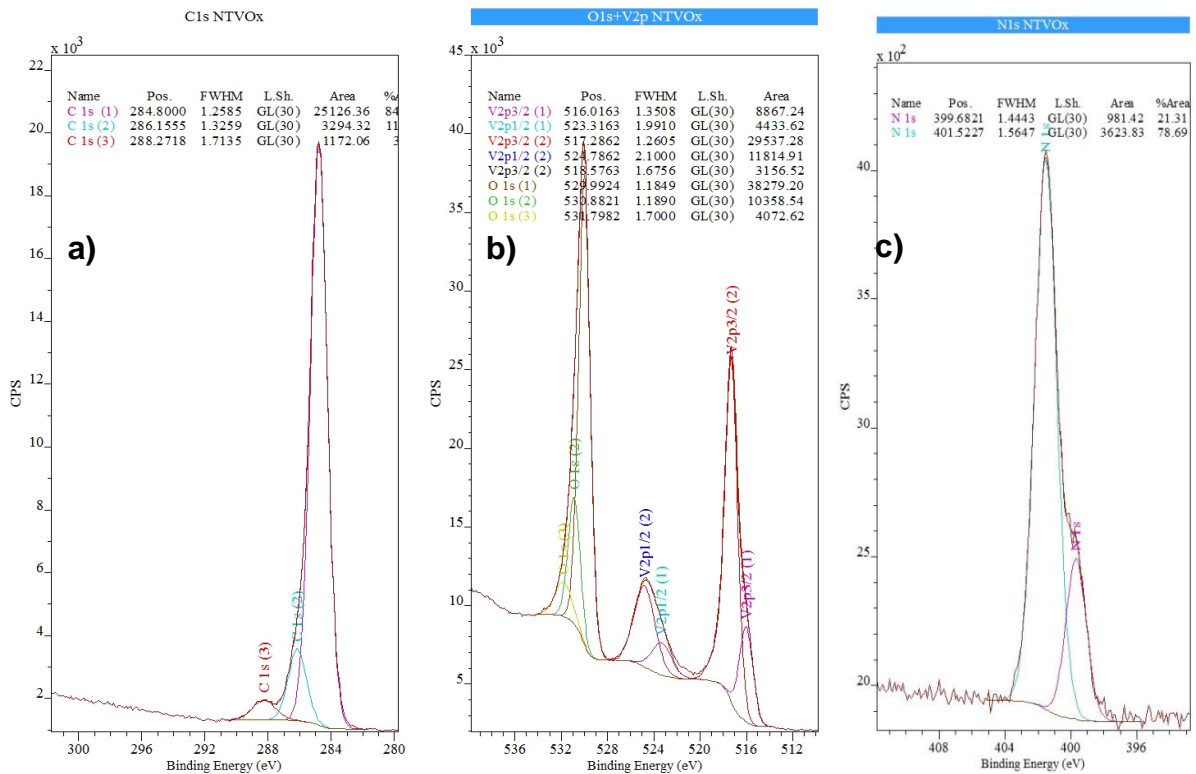 C1s NTVOx
x 10³
22
20
18
16
14
12
10
8
6
4
2
CPS
Name Pos. FWHM L.Sh. Area %A
C 1s (1) 284.8000 1.2585 GL(30) 25126.36 84
C 1s (2) 286.1555 1.3259 GL(30) 3294.32 11
C 1s (3) 288.2718 1.7135 GL(30) 1172.06 3
a)
C 1s (3)
C 1s (2)
300 296 292 288 284 280
Binding Energy (eV)
O1s+V2p NTVOx
x 10³
45
40
35
30
25
20
15
10
5
CPS
Name Pos. FWHM L.Sh. Area
V2p3/2 (1) 516.0163 1.3508 GL(30) 8867.24
V2p1/2 (1) 523.3163 1.9910 GL(30) 4433.62
V2p3/2 (2) 517.2862 1.2605 GL(30) 29537.28
V2p1/2 (2) 524.7862 2.1000 GL(30) 11814.91
V2p3/2 (2) 518.5763 1.6756 GL(30) 3156.52
O 1s (1) 529.9924 1.1849 GL(30) 38279.20
O 1s (2) 530.8821 1.1890 GL(30) 10358.54
O 1s (3) 531.7982 1.7000 GL(30) 4072.62
b)
O 1s (3)
O 1s (2)
V2p1/2 (2)
V2p1/2 (1)
V2p3/2 (2)
V2p3/2 (1)
536 528 524 520 516 512
Binding Energy (eV)
N1s NTVOx
x 10²
40
35
30
25
20
CPS
Name Pos. FWHM L.Sh. Area %Area
N 1s 399.6821 1.4443 GL(30) 981.42 21.31
N 1s 401.5227 1.5647 GL(30) 3623.83 78.69
c)
N 1s
N 1s
408 404 400 396
Binding Energy (eV)